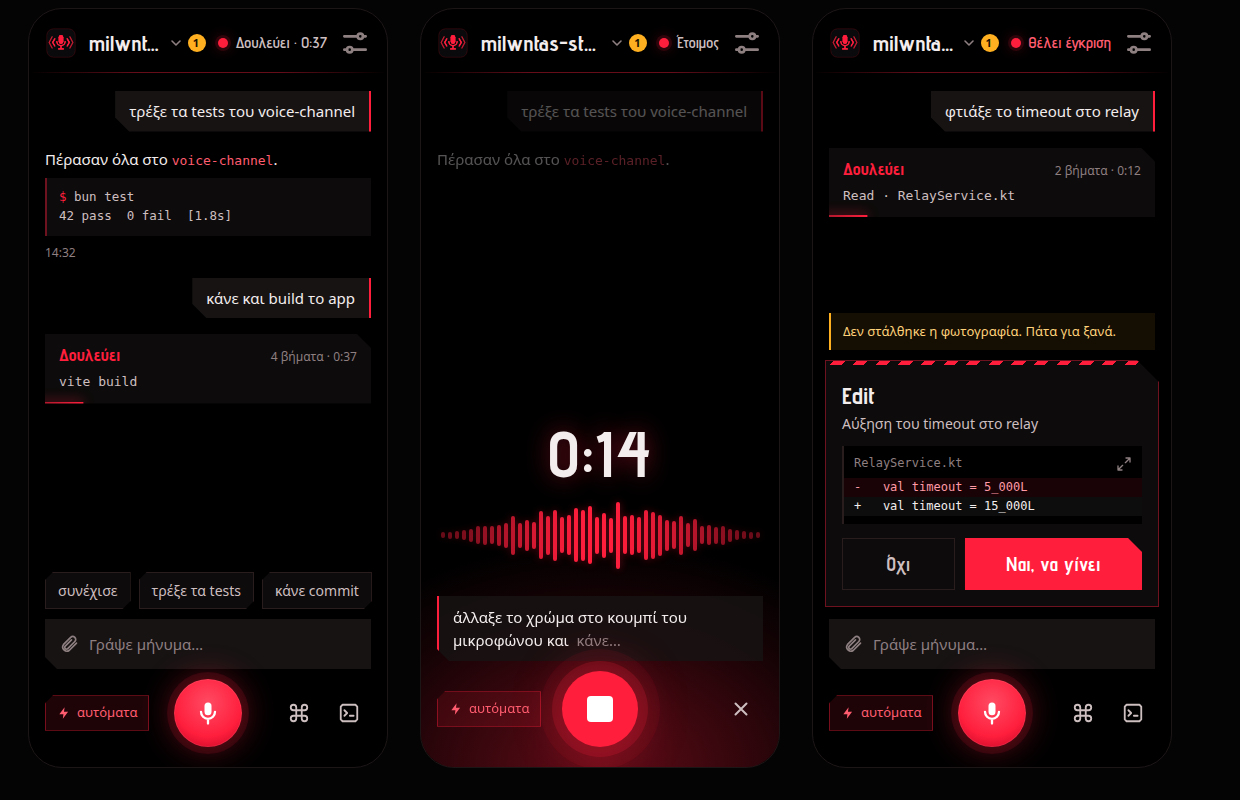 milwnt...
1
Δουλεύει · 0:37
τρέξε τα tests του voice-channel
Πέρασαν όλα στο voice-channel.
$ bun test
42 pass  0 fail  [1.8s]
14:32
κάνε και build το app
Δουλεύει
4 βήματα · 0:37
vite build
συνέχισε
τρέξε τα tests
κάνε commit
Γράψε μήνυμα...
αυτόματα
milwntas-st...
1
Έτοιμος
τρέξε τα tests του voice-channel
Πέρασαν όλα στο voice-channel.
0:14
άλλαξε το χρώμα στο κουμπί του
μικροφώνου και κάνε...
αυτόματα
milwnta...
1
Θέλει έγκριση
φτιάξε το timeout στο relay
Δουλεύει
2 βήματα · 0:12
Read · RelayService.kt
Δεν στάλθηκε η φωτογραφία. Πάτα για ξανά.
Edit
Αύξηση του timeout στο relay
RelayService.kt
-   val timeout = 5_000L
+   val timeout = 15_000L
Όχι
Ναι, να γίνει
Γράψε μήνυμα...
αυτόματα